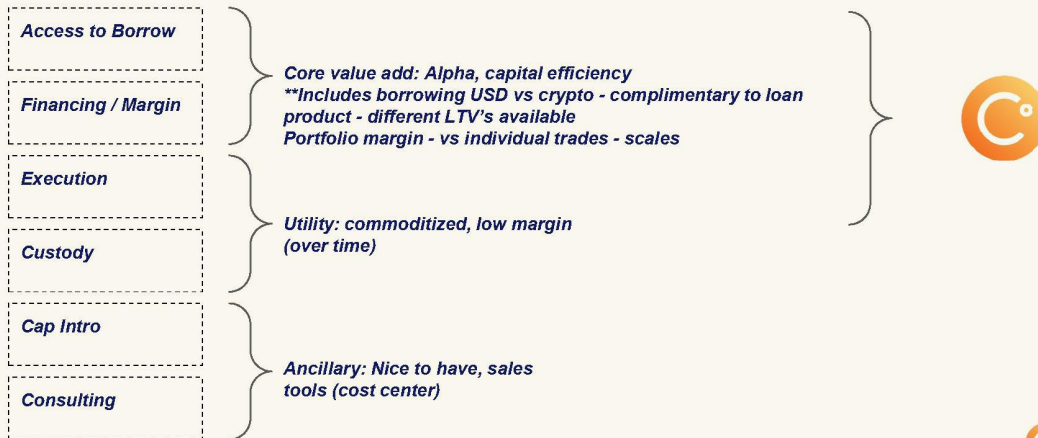 Access to Borrow
Financing / Margin
Core value add: Alpha, capital efficiency
**Includes borrowing USD vs crypto - complimentary to loan
product - different LTV's available
Portfolio margin - vs individual trades - scales
Execution
Custody
Utility: commoditized, low margin
(over time)
Cap Intro
Consulting
Ancillary: Nice to have, sales
tools (cost center)